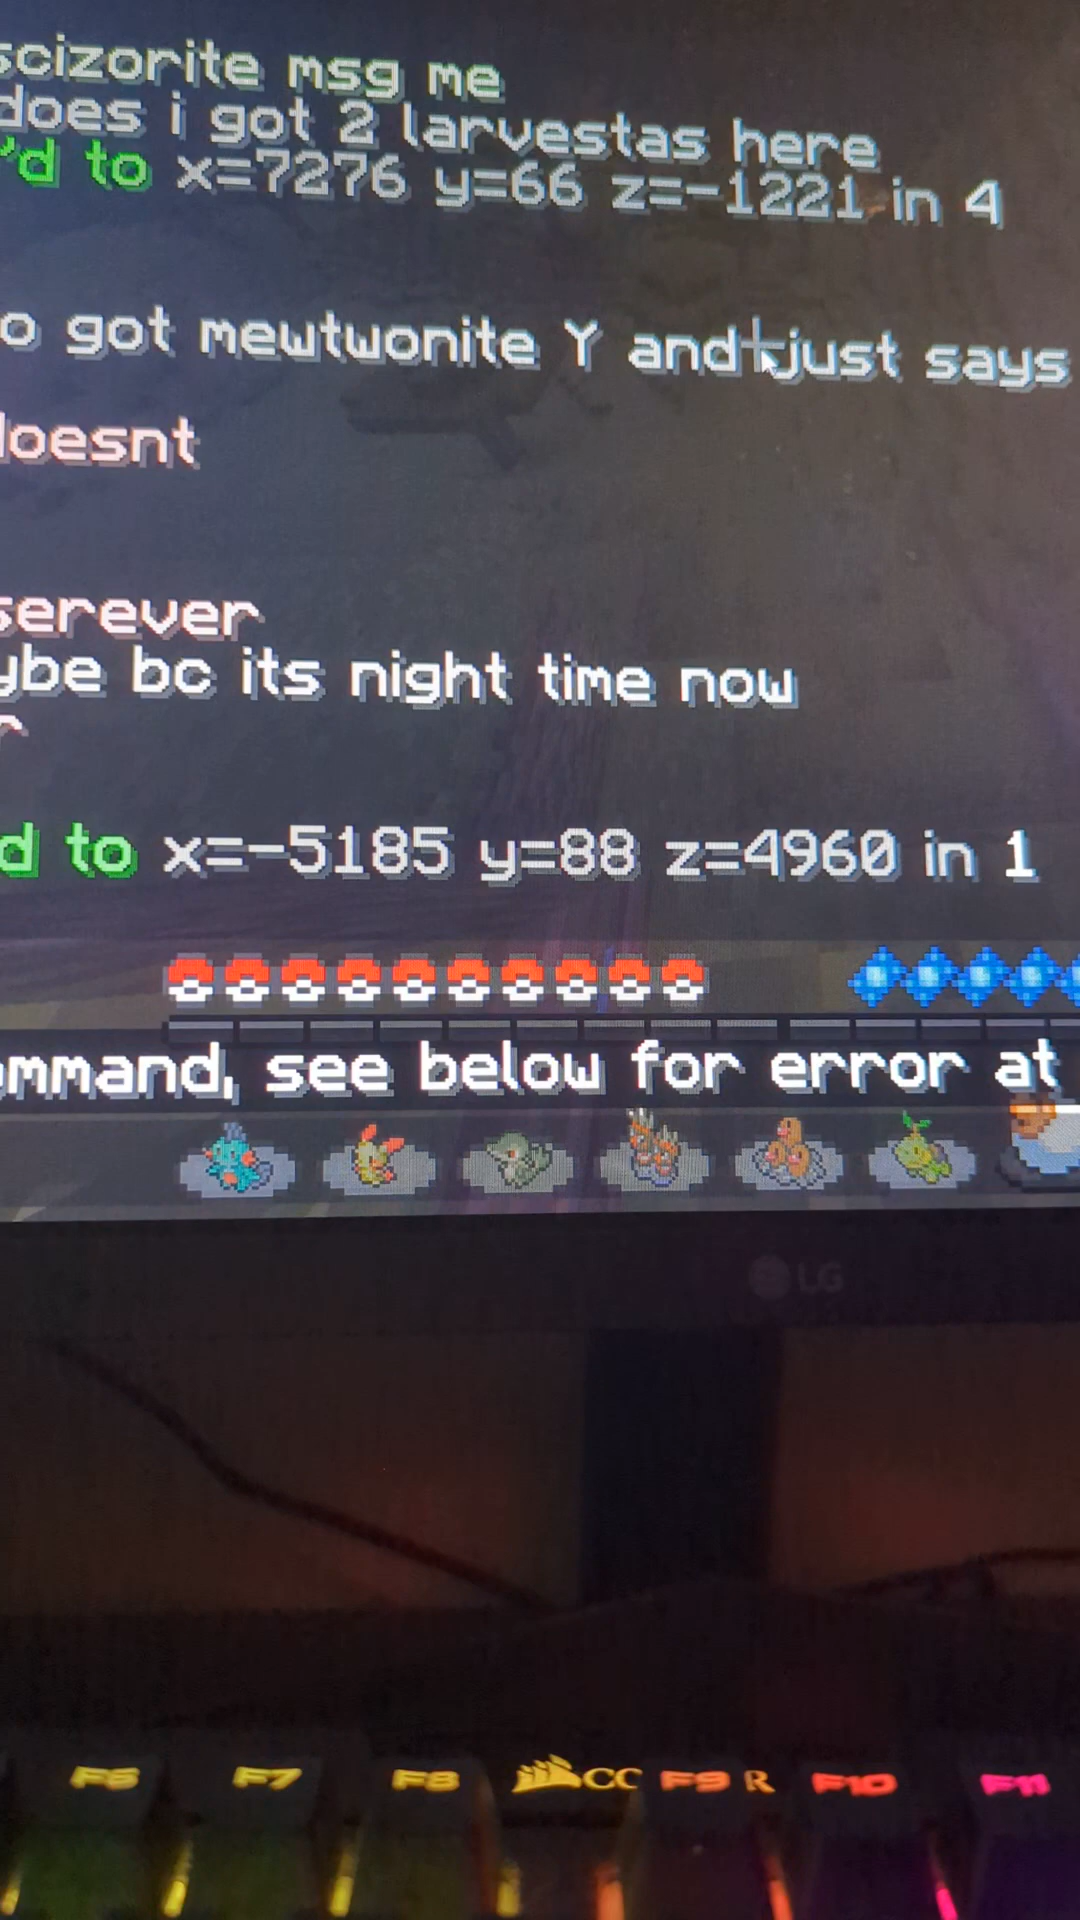 scizorite msg me
does i got 2 larvestas here
'd to x=7276 y=66 z=-1221 in 4
o got mewtwonite Y and just says
doesnt
serever
ybe bc its night time now
d to x=-5185 y=88 z=4960 in 1
ommand, see below for error at
LG
F6 F7 F8 F9 F10 F11